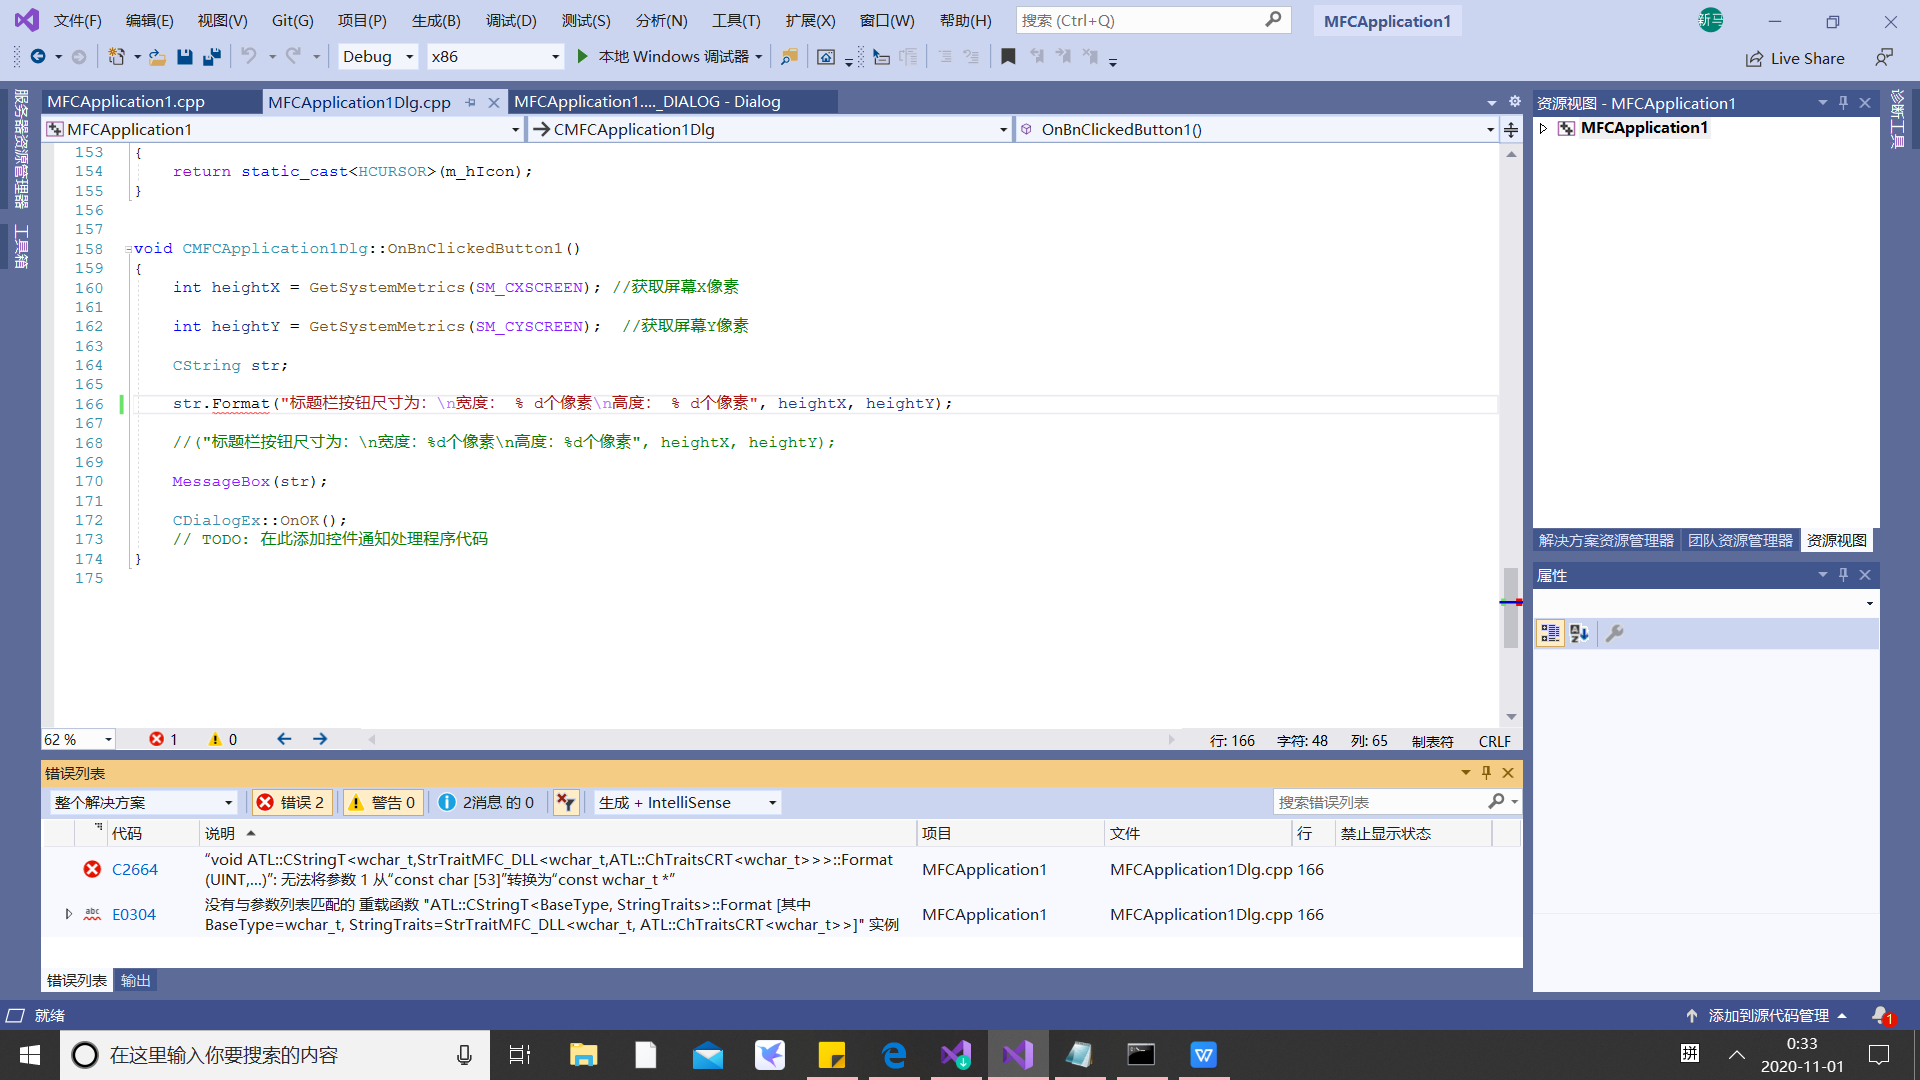 文件(F) 编辑(E) 视图(V) Git(G) 项目(P) 生成(B) 调试(D) 测试(S) 分析(N) 工具(T) 扩展(X) 窗口(W) 帮助(H) 搜索 (Ctrl+Q) MFCApplication1 新马
Debug x86 本地 Windows 调试器 Live Share
服务器资源管理器
工具箱
MFCApplication1.cpp MFCApplication1Dlg.cpp MFCApplication1...._DIALOG - Dialog
MFCApplication1 CMFCApplication1Dlg OnBnClickedButton1()
153 {
154 return static_cast<HCURSOR>(m_hIcon);
155 }
156
157
158 void CMFCApplication1Dlg::OnBnClickedButton1()
159 {
160 int heightX = GetSystemMetrics(SM_CXSCREEN); //获取屏幕X像素
161
162 int heightY = GetSystemMetrics(SM_CYSCREEN);  //获取屏幕Y像素
163
164 CString str;
165
166 str.Format("标题栏按钮尺寸为：\n宽度： % d个像素\n高度： % d个像素", heightX, heightY);
167
168 //("标题栏按钮尺寸为：\n宽度：%d个像素\n高度：%d个像素", heightX, heightY);
169
170 MessageBox(str);
171
172 CDialogEx::OnOK();
173 // TODO: 在此添加控件通知处理程序代码
174 }
175
62 % 1 0 行: 166 字符: 48 列: 65 制表符 CRLF
错误列表
整个解决方案 错误 2 警告 0 2消息 的 0 生成 + IntelliSense 搜索错误列表
代码 说明 项目 文件 行 禁止显示状态
C2664 “void ATL::CStringT<wchar_t,StrTraitMFC_DLL<wchar_t,ATL::ChTraitsCRT<wchar_t>>>::Format
(UINT,...)”: 无法将参数 1 从“const char [53]”转换为“const wchar_t *” MFCApplication1 MFCApplication1Dlg.cpp 166
abc E0304 没有与参数列表匹配的 重载函数 "ATL::CStringT<BaseType, StringTraits>::Format [其中
BaseType=wchar_t, StringTraits=StrTraitMFC_DLL<wchar_t, ATL::ChTraitsCRT<wchar_t>>]" 实例 MFCApplication1 MFCApplication1Dlg.cpp 166
错误列表 输出
资源视图 - MFCApplication1
MFCApplication1
解决方案资源管理器 团队资源管理器 资源视图
属性
诊断工具
就绪 添加到源代码管理 1
在这里输入你要搜索的内容 拼 0:33
2020-11-01